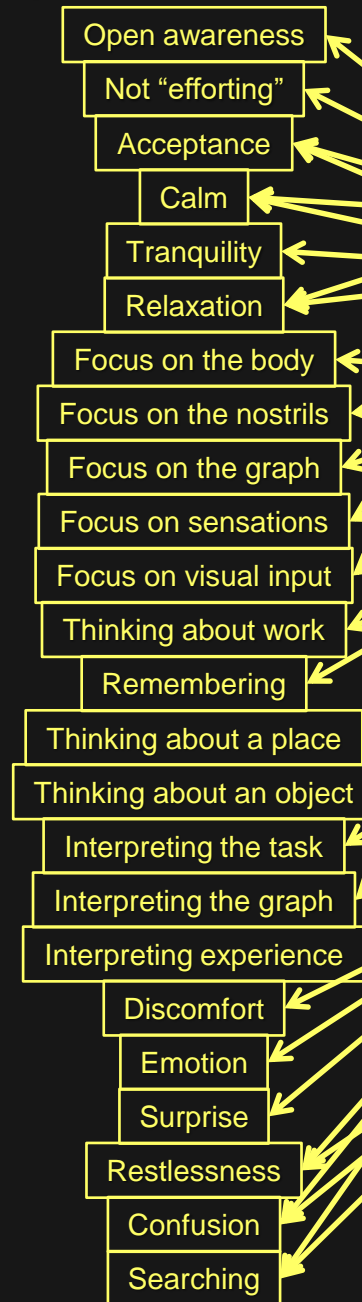 Open awareness
Not “efforting”
Acceptance
Calm
Tranquility
Relaxation
Focus on the body
Focus on the nostrils
Focus on the graph
Focus on sensations
Focus on visual input
Thinking about work
Remembering
Thinking about a place
Thinking about an object
Interpreting the task
Interpreting the graph
Interpreting experience
Discomfort
Emotion
Surprise
Restlessness
Confusion
Searching